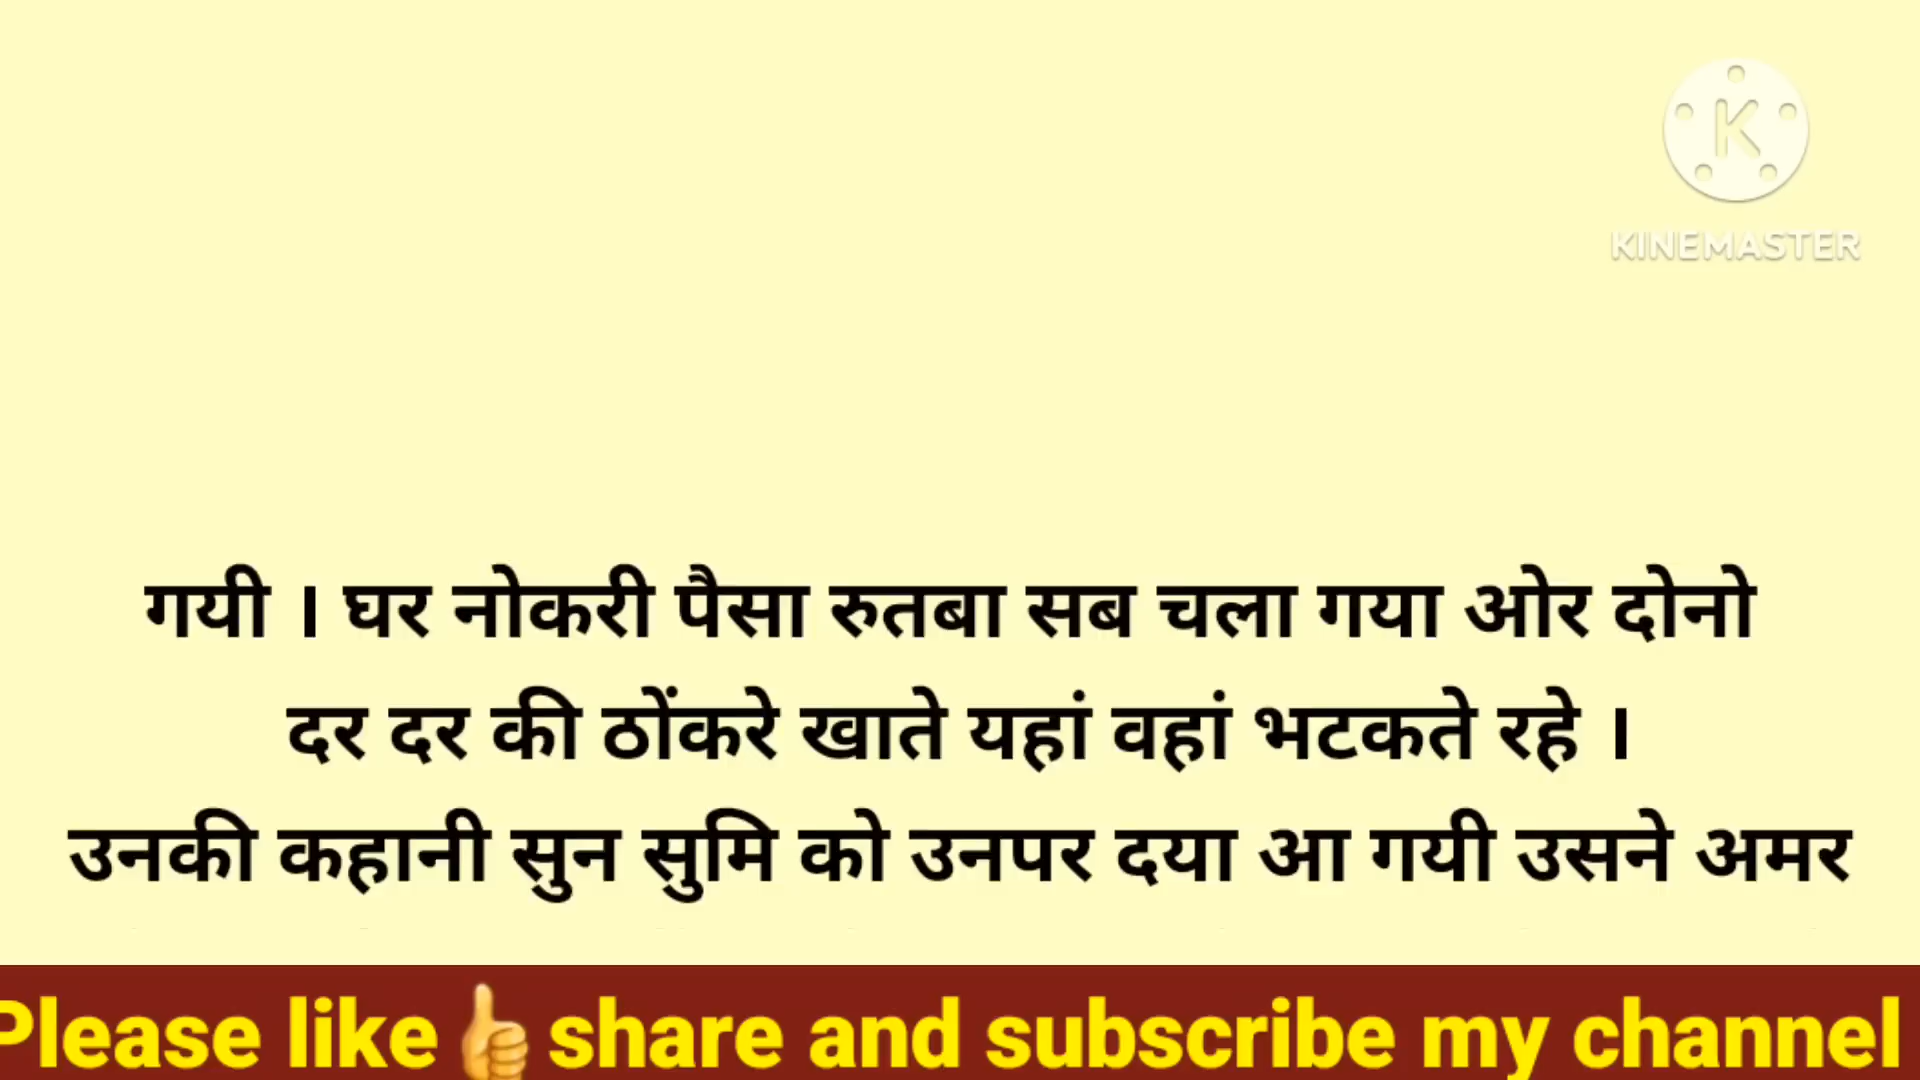 K
KINEMASTER
गयी । घर नोकरी पैसा रुतबा सब चला गया ओर दोनो
दर दर की ठोंकरे खाते यहां वहां भटकते रहे ।
उनकी कहानी सुन सुमि को उनपर दया आ गयी उसने अमर
Please like👍share and subscribe my channel